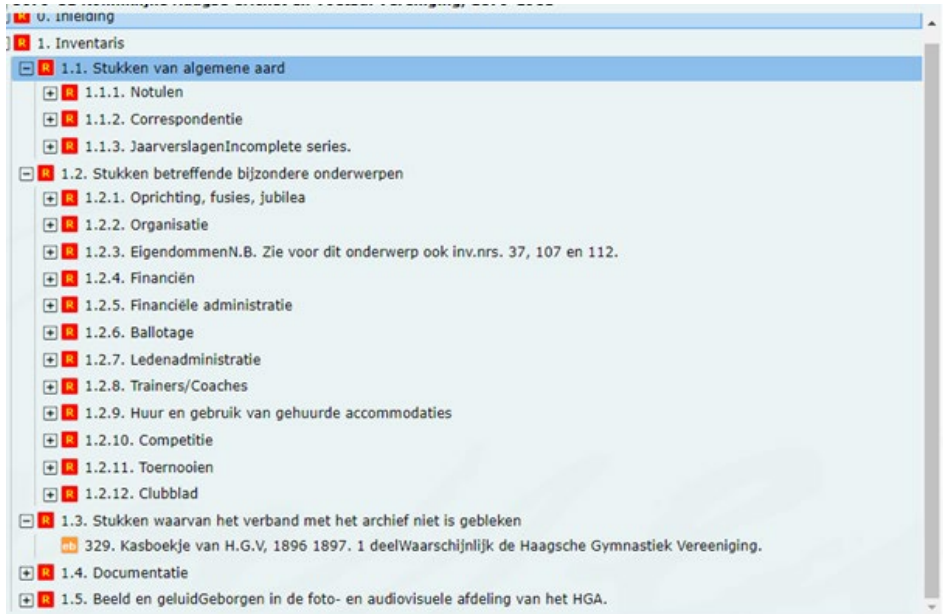 0. Inleiding
R 1. Inventaris
R 1.1. Stukken van algemene aard
R 1.1.1. Notulen
R 1.1.2. Correspondentie
R 1.1.3. JaarverslagenIncomplete series.
R 1.2. Stukken betreffende bijzondere onderwerpen
R 1.2.1. Oprichting, fusies, jubilea
R 1.2.2. Organisatie
R 1.2.3. EigendommenN.B. Zie voor dit onderwerp ook inv.nrs. 37, 107 en 112.
R 1.2.4. Financiën
R 1.2.5. Financiële administratie
R 1.2.6. Ballotage
R 1.2.7. Ledenadministratie
R 1.2.8. Trainers/Coaches
R 1.2.9. Huur en gebruik van gehuurde accommodaties
R 1.2.10. Competitie
R 1.2.11. Toernooien
R 1.2.12. Clubblad
R 1.3. Stukken waarvan het verband met het archief niet is gebleken
eb 329. Kasboekje van H.G.V, 1896 1897. 1 deelWaarschijnlijk de Haagsche Gymnastiek Vereeniging.
R 1.4. Documentatie
R 1.5. Beeld en geluidGeborgen in de foto- en audiovisuele afdeling van het HGA.